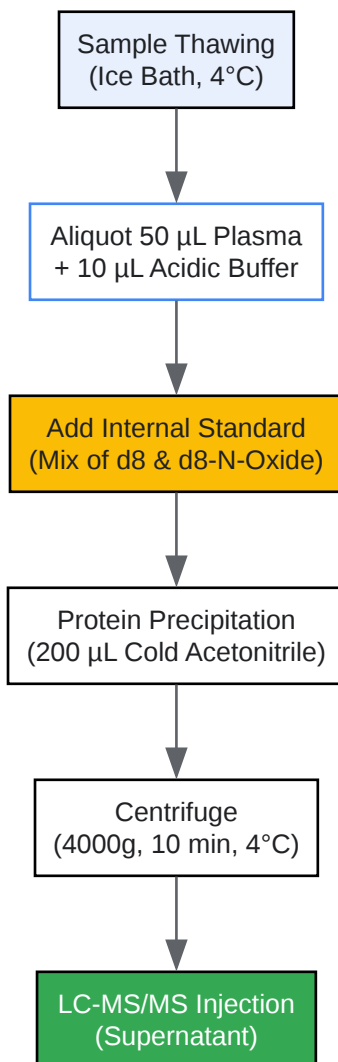 Sample Thawing
(Ice Bath, 4°C)
Aliquot 50 µL Plasma
+ 10 µL Acidic Buffer
Add Internal Standard
(Mix of d8 & d8-N-Oxide)
Protein Precipitation
(200 µL Cold Acetonitrile)
Centrifuge
(4000g, 10 min, 4°C)
LC-MS/MS Injection
(Supernatant)